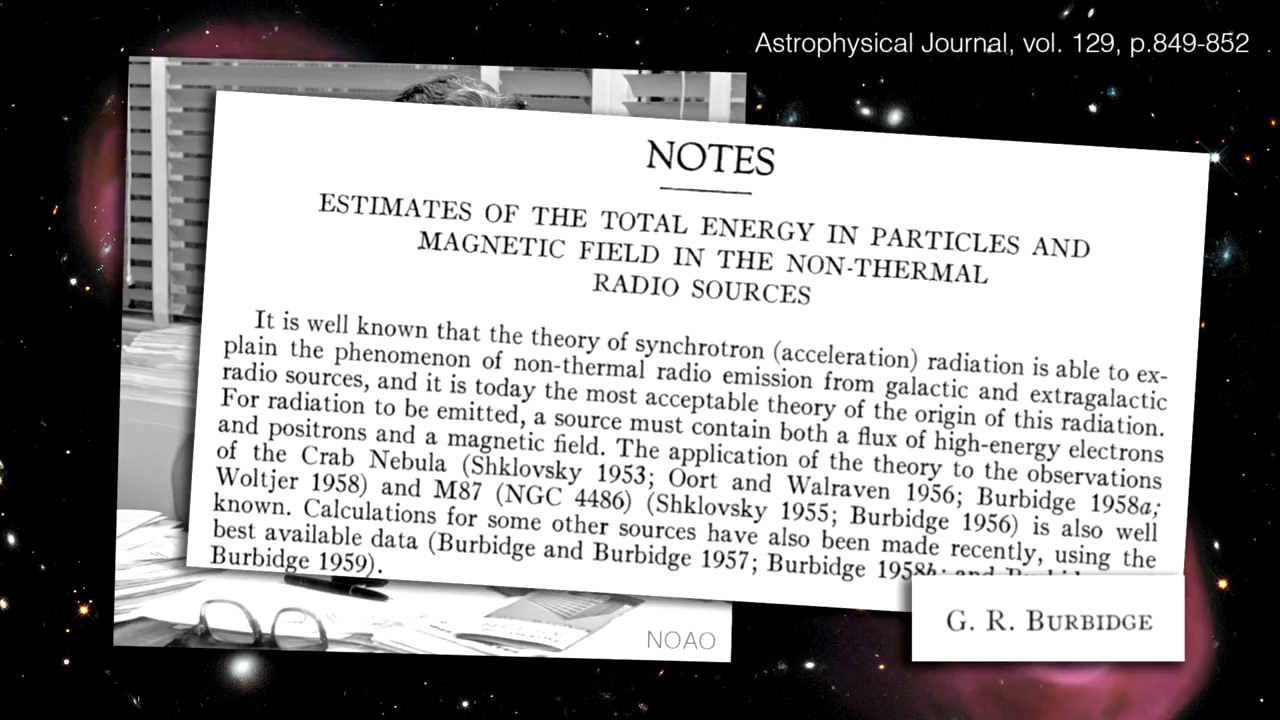 Astrophysical Journal, vol. 129, p.849-852
NOTES
ESTIMATES OF THE TOTAL ENERGY IN PARTICLES AND
MAGNETIC FIELD IN THE NON-THERMAL
RADIO SOURCES
It is well known that the theory of synchrotron (acceleration) radiation is able to ex-
plain the phenomenon of non-thermal radio emission from galactic and extragalactic
radio sources, and it is today the most acceptable theory of the origin of this radiation.
For radiation to be emitted, a source must contain both a flux of high-energy electrons
and positrons and a magnetic field. The application of the theory to the observations
of the Crab Nebula (Shklovsky 1953; Oort and Walraven 1956; Burbidge 1958a;
Woltjer 1958) and M87 (NGC 4486) (Shklovsky 1955; Burbidge 1956) is also well
known. Calculations for some other sources have also been made recently, using the
best available data (Burbidge and Burbidge 1957; Burbidge 1958b; and
Burbidge 1959).
G. R. BURBIDGE
NOAO